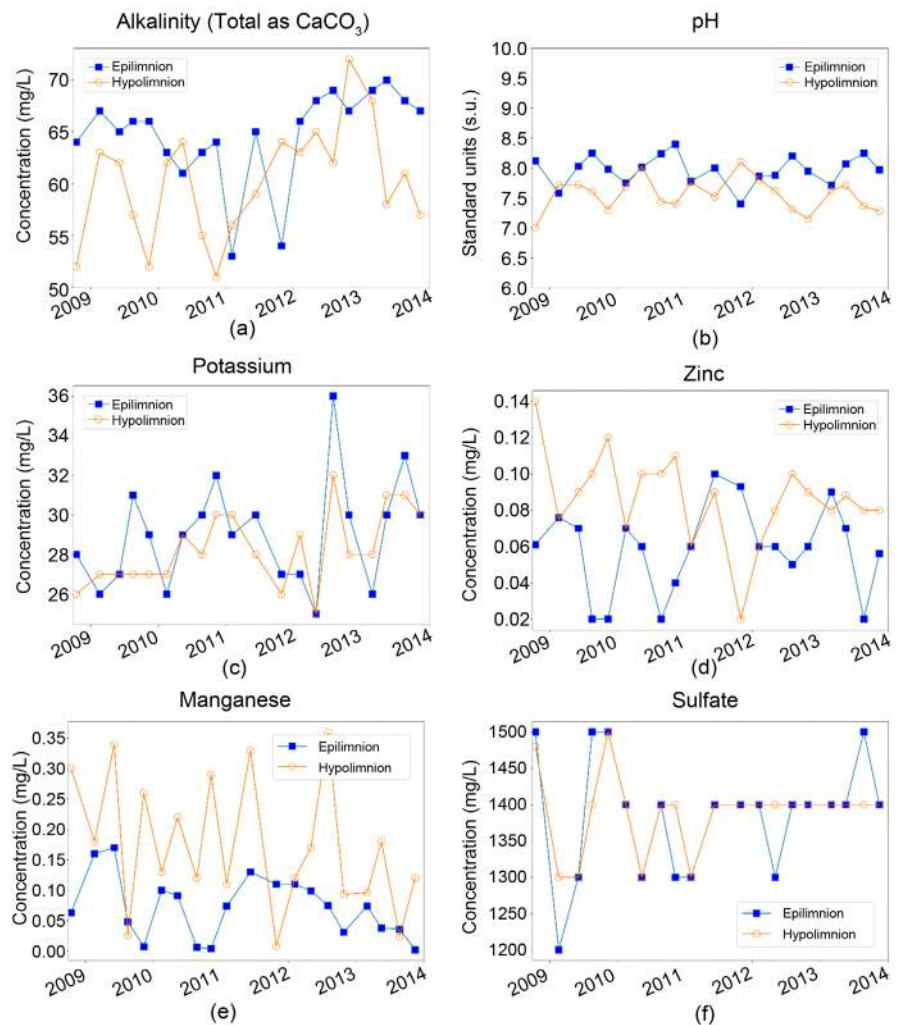 Alkalinity (Total as CaCO₃)
Concentration (mg/L)
70
65
60
55
50
Epilimnion
Hypolimnion
2009 2010 2011 2012 2013 2014
(a)
pH
Standard units (s.u.)
10.0
9.5
9.0
8.5
8.0
7.5
7.0
6.5
6.0
Epilimnion
Hypolimnion
2009 2010 2011 2012 2013 2014
(b)
Potassium
Concentration (mg/L)
36
34
32
30
28
26
Epilimnion
Hypolimnion
2009 2010 2011 2012 2013 2014
(c)
Zinc
Concentration (mg/L)
0.14
0.12
0.10
0.08
0.06
0.04
0.02
Epilimnion
Hypolimnion
2009 2010 2011 2012 2013 2014
(d)
Manganese
Concentration (mg/L)
0.35
0.30
0.25
0.20
0.15
0.10
0.05
0.00
Epilimnion
Hypolimnion
2009 2010 2011 2012 2013 2014
(e)
Sulfate
Concentration (mg/L)
1500
1450
1400
1350
1300
1250
1200
Epilimnion
Hypolimnion
2009 2010 2011 2012 2013 2014
(f)